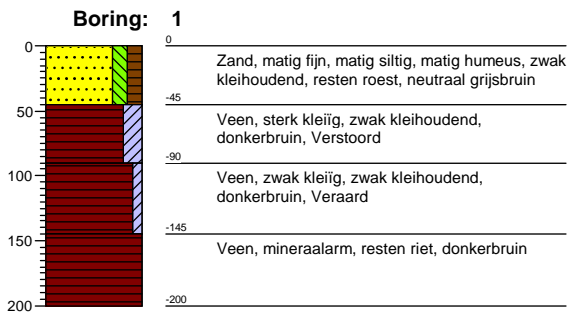 Boring: 1
0
0
Zand, matig fijn, matig siltig, matig humeus, zwak
kleihoudend, resten roest, neutraal grijsbruin
-45
50
Veen, sterk kleiïg, zwak kleihoudend,
donkerbruin, Verstoord
-90
100
Veen, zwak kleiïg, zwak kleihoudend,
donkerbruin, Veraard
-145
150
Veen, mineraalarm, resten riet, donkerbruin
-200
200